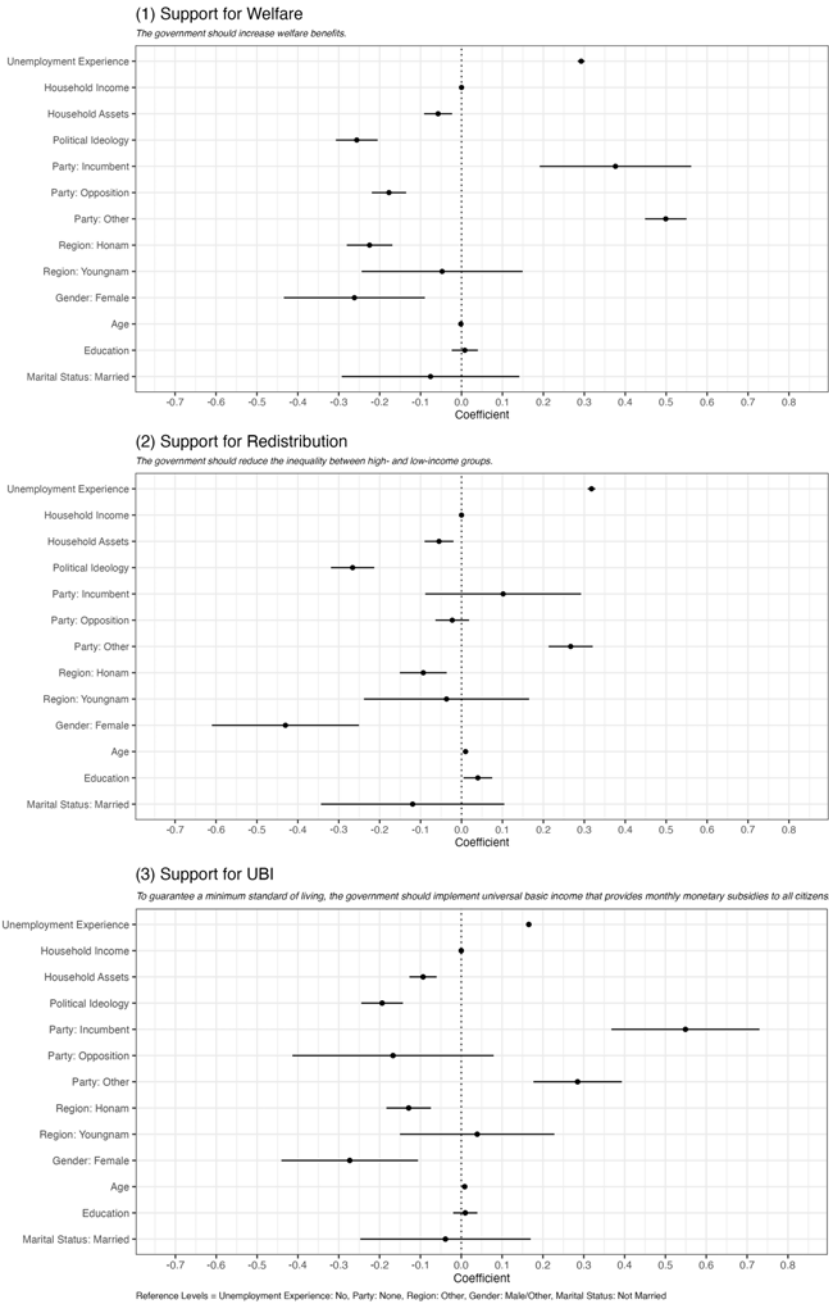 (1) Support for Welfare
The government should increase welfare benefits.
Unemployment Experience
Household Income
Household Assets
Political Ideology
Party: Incumbent
Party: Opposition
Party: Other
Region: Honam
Region: Youngnam
Gender: Female
Age
Education
Marital Status: Married
-0.7 -0.6 -0.5 -0.4 -0.3 -0.2 -0.1 0.0 0.1 0.2 0.3 0.4 0.5 0.6 0.7 0.8
Coefficient
(2) Support for Redistribution
The government should reduce the inequality between high- and low-income groups.
Unemployment Experience
Household Income
Household Assets
Political Ideology
Party: Incumbent
Party: Opposition
Party: Other
Region: Honam
Region: Youngnam
Gender: Female
Age
Education
Marital Status: Married
-0.7 -0.6 -0.5 -0.4 -0.3 -0.2 -0.1 0.0 0.1 0.2 0.3 0.4 0.5 0.6 0.7 0.8
Coefficient
(3) Support for UBI
To guarantee a minimum standard of living, the government should implement universal basic income that provides monthly monetary subsidies to all citizens
Unemployment Experience
Household Income
Household Assets
Political Ideology
Party: Incumbent
Party: Opposition
Party: Other
Region: Honam
Region: Youngnam
Gender: Female
Age
Education
Marital Status: Married
-0.7 -0.6 -0.5 -0.4 -0.3 -0.2 -0.1 0.0 0.1 0.2 0.3 0.4 0.5 0.6 0.7 0.8
Coefficient
Reference Levels = Unemployment Experience: No, Party: None, Region: Other, Gender: Male/Other, Marital Status: Not Married